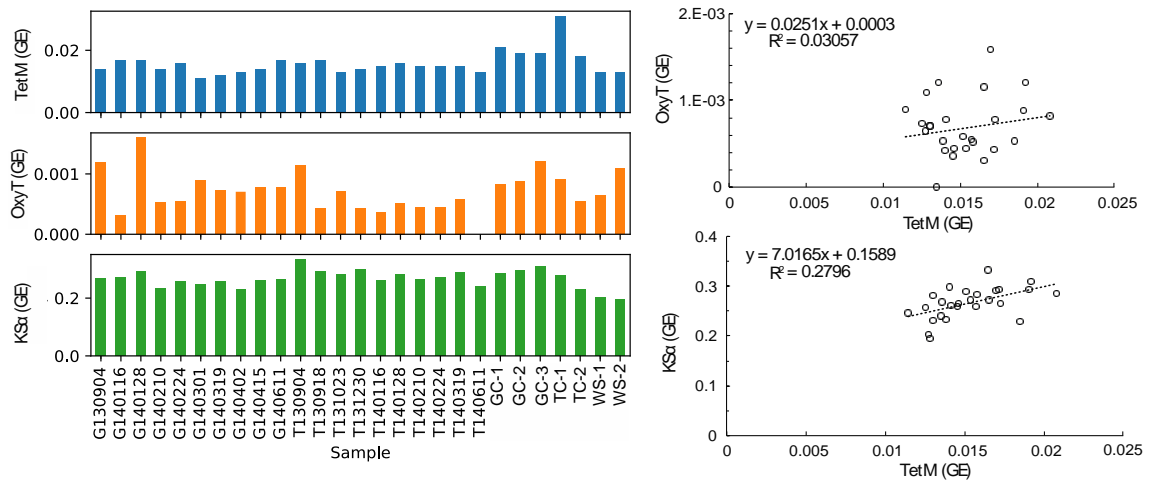 TetM (GE)
0.02
0.00
OxyT (GE)
0.001
0.000
KSα (GE)
0.2
0.0
G130904
G140116
G140128
G140210
G140224
G140301
G140319
G140402
G140415
G140611
T130904
T130918
T131023
T131230
T140116
T140128
T140210
T140224
T140319
T140611
GC-1
GC-2
GC-3
TC-1
TC-2
WS-1
WS-2
Sample
2.E-03
1.E-03
0
OxyT (GE)
y = 0.0251x + 0.0003
R² = 0.03057
0 0.005 0.01 0.015 0.02 0.025
TetM (GE)
0.4
0.3
0.2
0.1
0
KSα (GE)
y = 7.0165x + 0.1589
R² = 0.2796
0 0.005 0.01 0.015 0.02 0.025
TetM (GE)